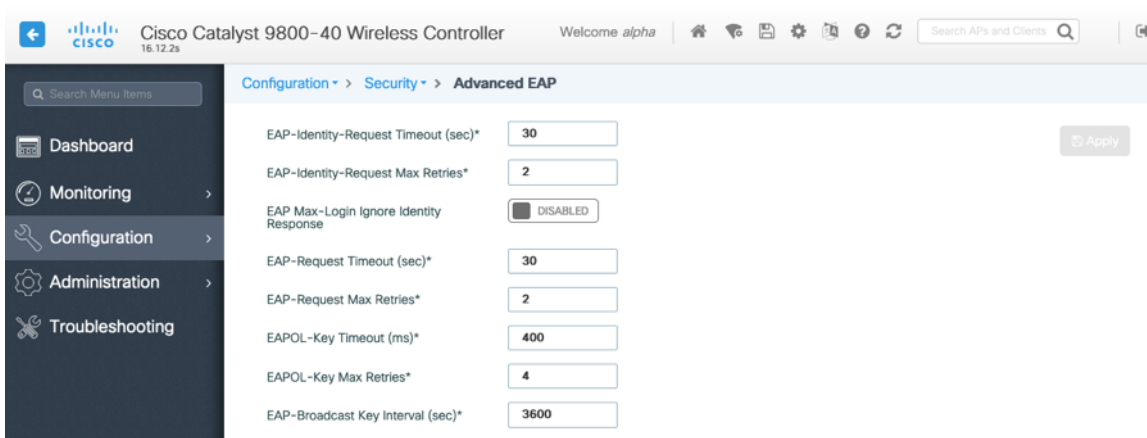 CISCO
Cisco Catalyst 9800-40 Wireless Controller
16.12.2s
Welcome alpha
Search APs and Clients
Search Menu Items
Dashboard
Monitoring
Configuration
Administration
Troubleshooting
Configuration > Security > Advanced EAP
Apply
EAP-Identity-Request Timeout (sec)* 30
EAP-Identity-Request Max Retries* 2
EAP Max-Login Ignore Identity
Response
DISABLED
EAP-Request Timeout (sec)* 30
EAP-Request Max Retries* 2
EAPOL-Key Timeout (ms)* 400
EAPOL-Key Max Retries* 4
EAP-Broadcast Key Interval (sec)* 3600